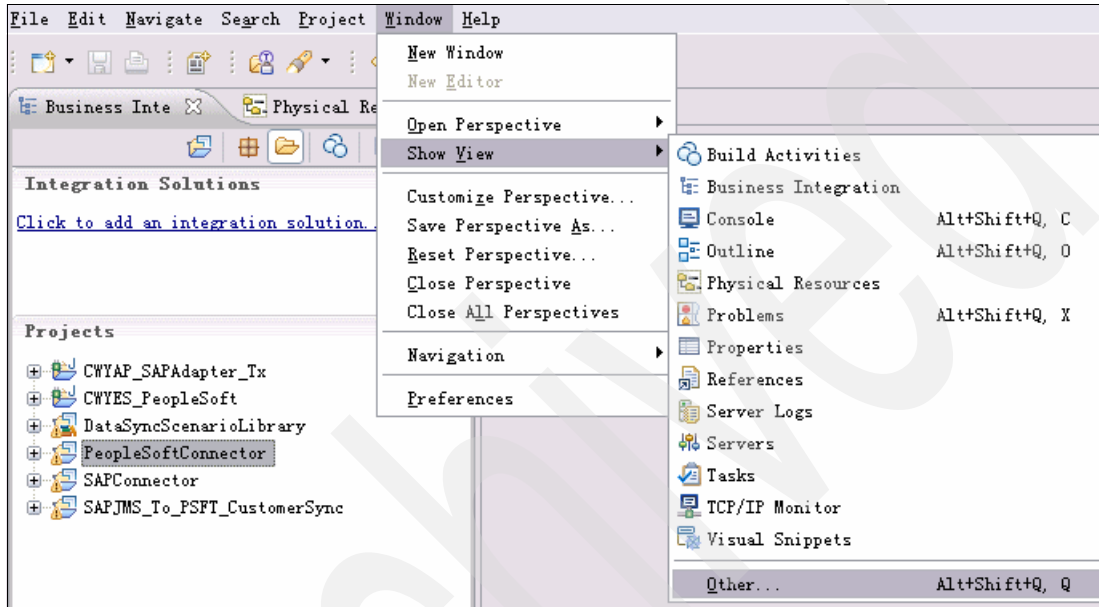 File Edit Navigate Search Project Window Help
Business Inte
Physical Re
Integration Solutions
Click to add an integration solution..
Projects
CWYAP_SAPAdapter_Tx
CWYES_PeopleSoft
DataSyncScenarioLibrary
PeopleSoftConnector
SAPConnector
SAPJMS_To_PSFT_CustomerSync
New Window
New Editor
Open Perspective
Show View
Customize Perspective...
Save Perspective As...
Reset Perspective...
Close Perspective
Close All Perspectives
Navigation
Preferences
Build Activities
Business Integration
Console Alt+Shift+Q, C
Outline Alt+Shift+Q, O
Physical Resources
Problems Alt+Shift+Q, X
Properties
References
Server Logs
Servers
Tasks
TCP/IP Monitor
Visual Snippets
Other... Alt+Shift+Q, Q